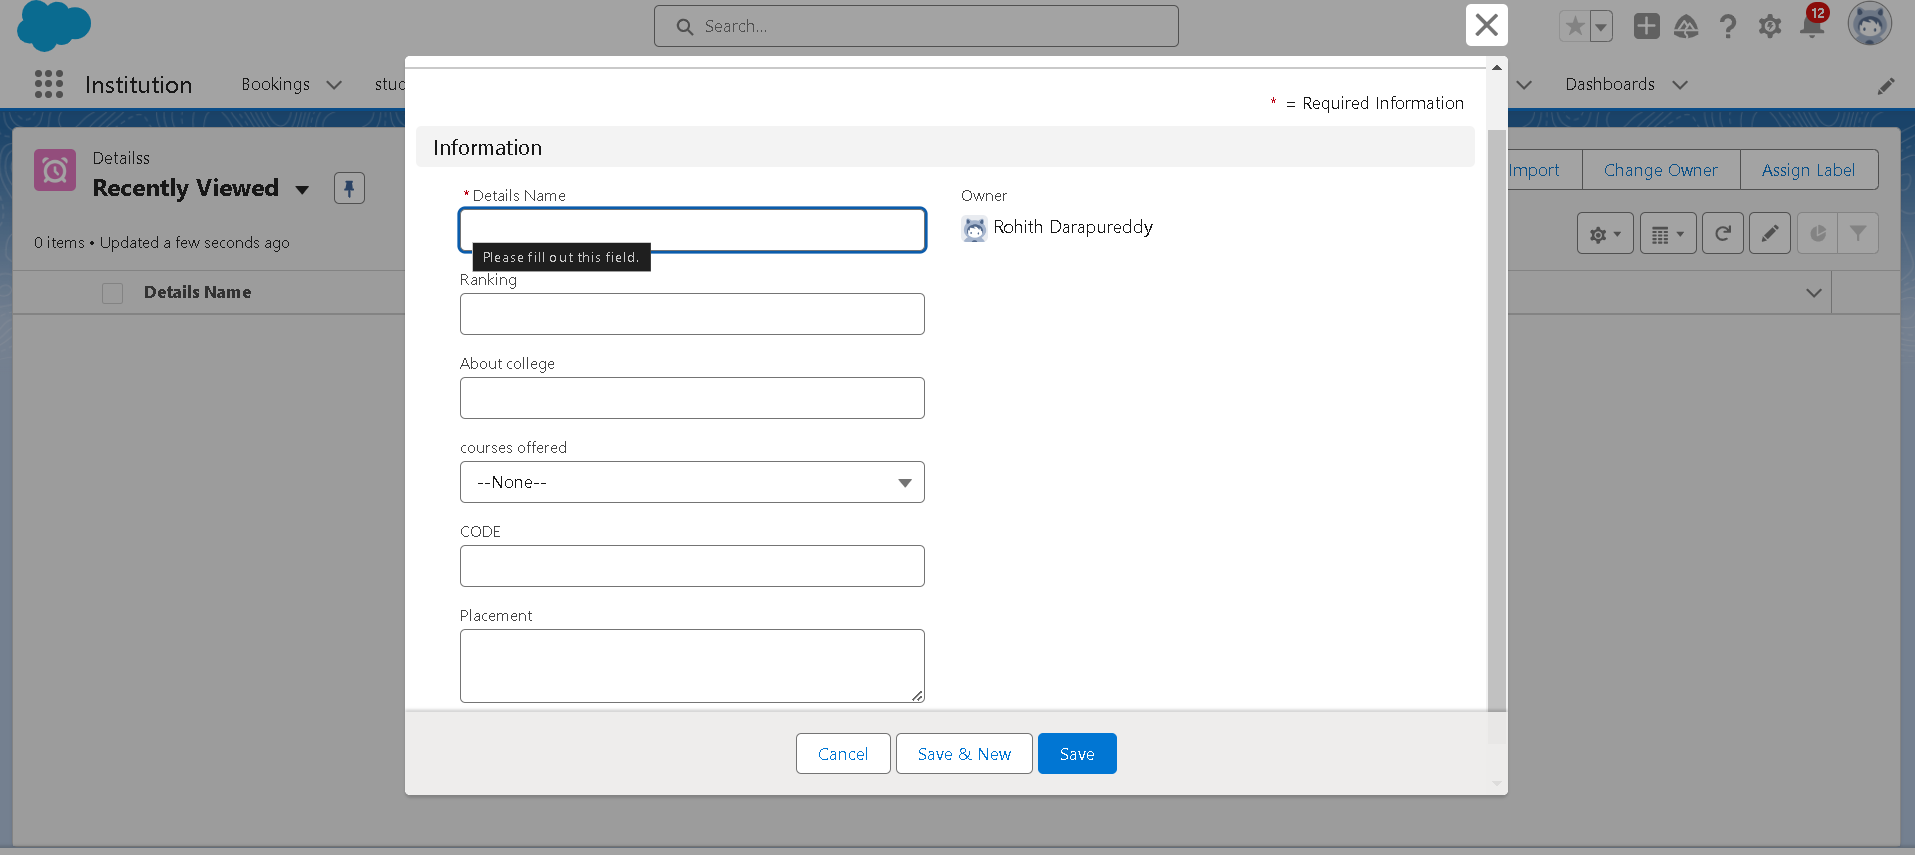 Search...
12
Institution
Bookings
stud
Dashboards
* = Required Information
Information
Detailss
Recently Viewed
0 items • Updated a few seconds ago
Import
Change Owner
Assign Label
Details Name
* Details Name
Please fill out this field.
Owner
Rohith Darapureddy
Ranking
About college
courses offered
--None--
CODE
Placement
Cancel
Save & New
Save